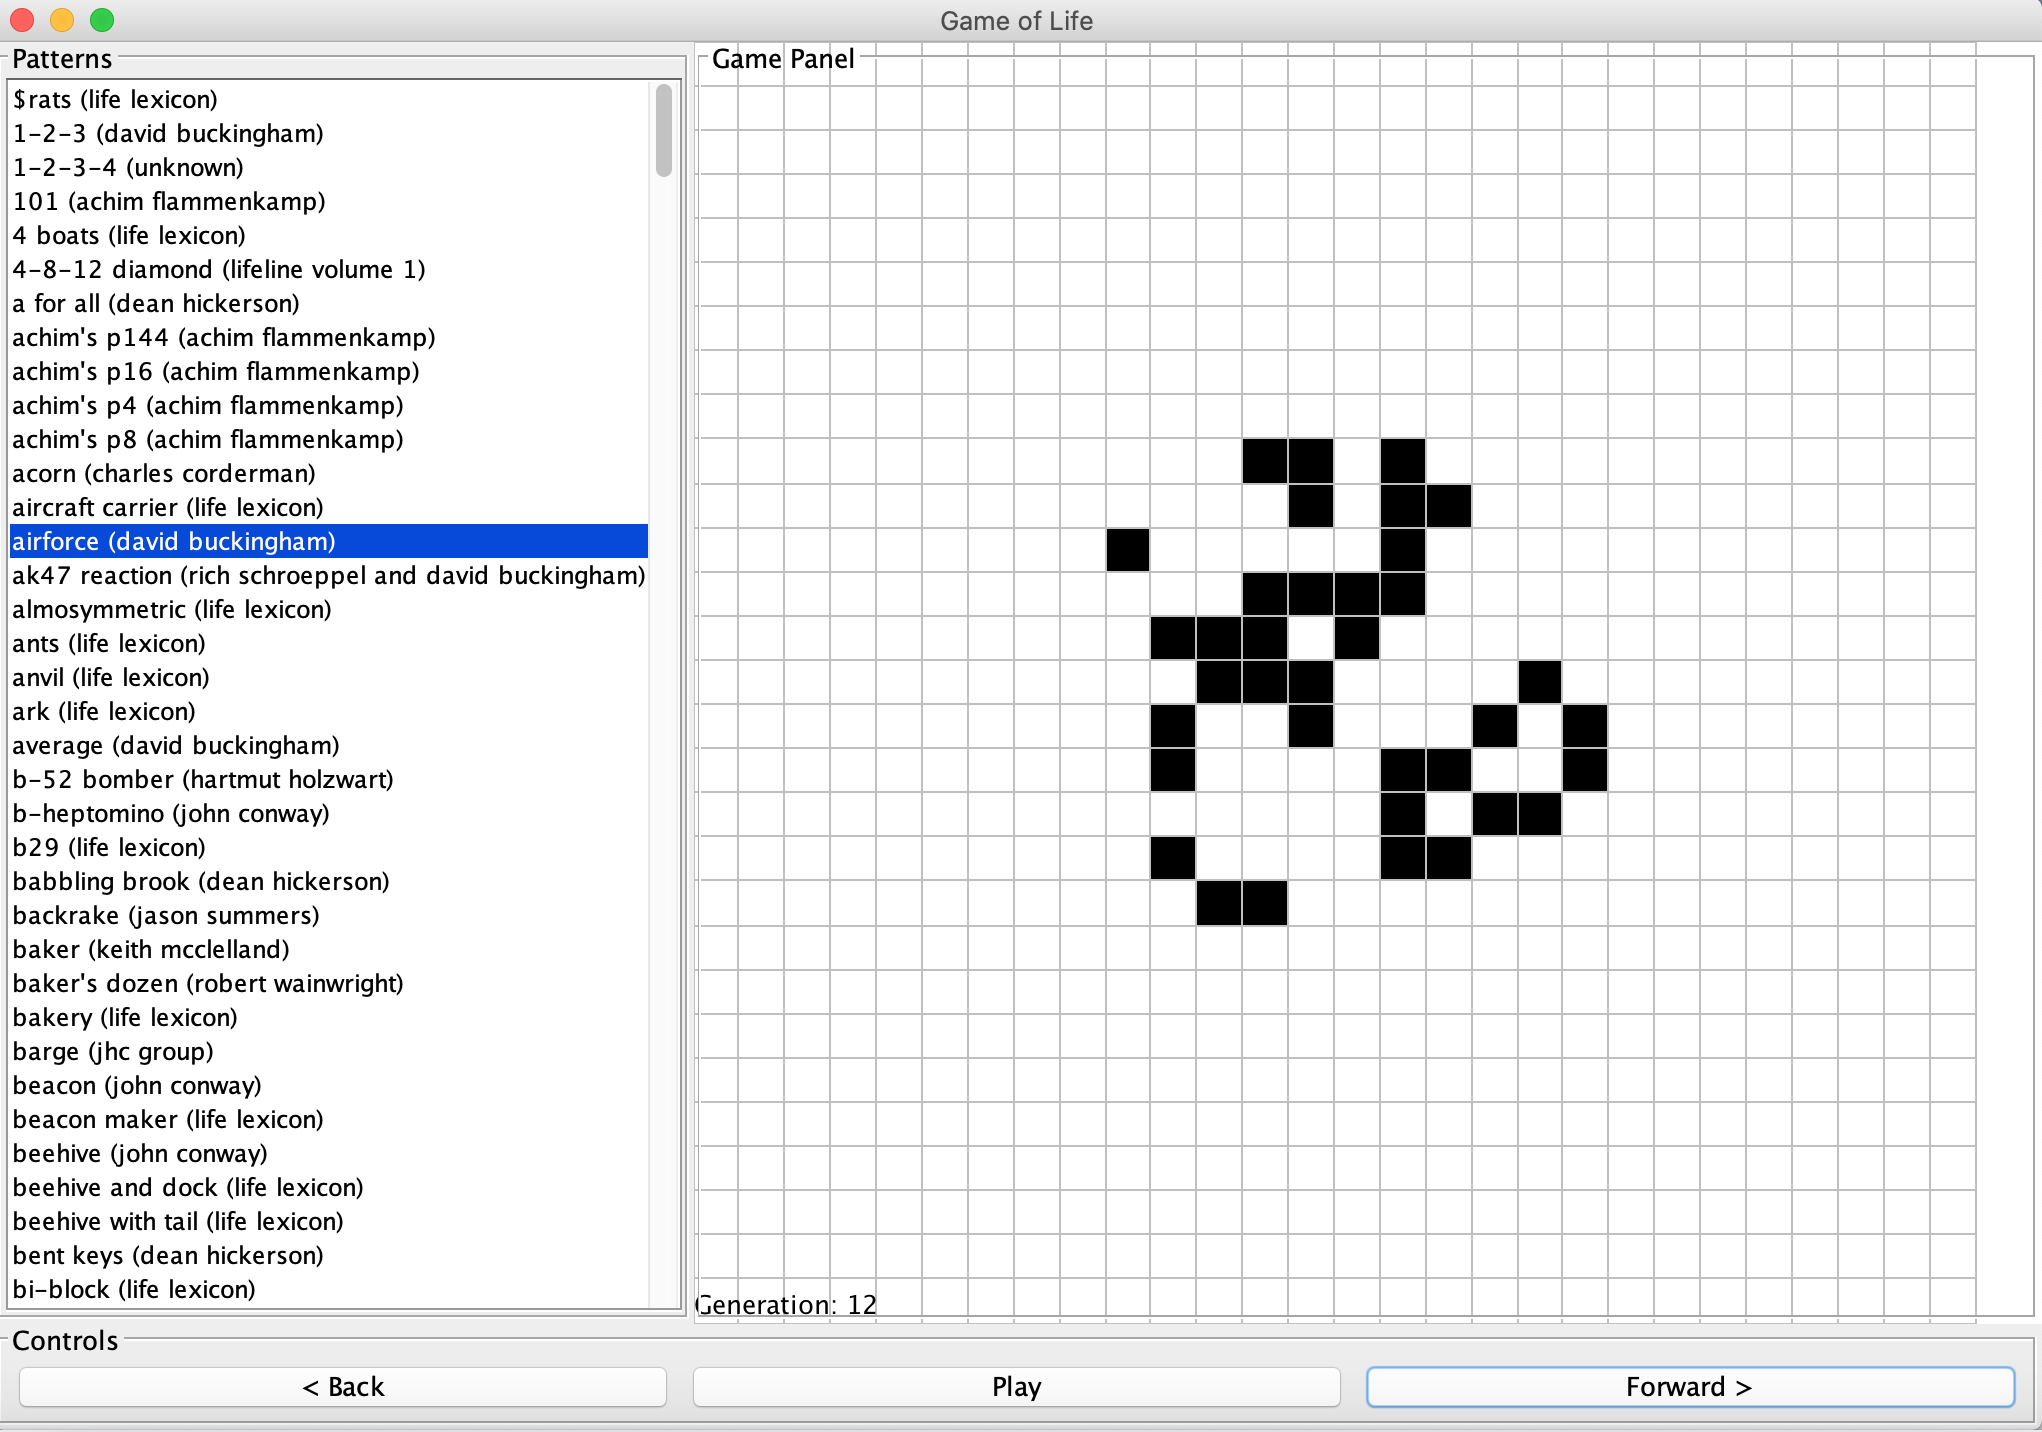 Game of Life
Patterns
$rats (life lexicon)
1-2-3 (david buckingham)
1-2-3-4 (unknown)
101 (achim flammenkamp)
4 boats (life lexicon)
4-8-12 diamond (lifeline volume 1)
a for all (dean hickerson)
achim's p144 (achim flammenkamp)
achim's p16 (achim flammenkamp)
achim's p4 (achim flammenkamp)
achim's p8 (achim flammenkamp)
acorn (charles corderman)
aircraft carrier (life lexicon)
airforce (david buckingham)
ak47 reaction (rich schroeppel and david buckingham)
almosymmetric (life lexicon)
ants (life lexicon)
anvil (life lexicon)
ark (life lexicon)
average (david buckingham)
b-52 bomber (hartmut holzwart)
b-heptomino (john conway)
b29 (life lexicon)
babbling brook (dean hickerson)
backrake (jason summers)
baker (keith mcclelland)
baker's dozen (robert wainwright)
bakery (life lexicon)
barge (jhc group)
beacon (john conway)
beacon maker (life lexicon)
beehive (john conway)
beehive and dock (life lexicon)
beehive with tail (life lexicon)
bent keys (dean hickerson)
bi-block (life lexicon)
Game Panel
Generation: 12
Controls
< Back
Play
Forward >